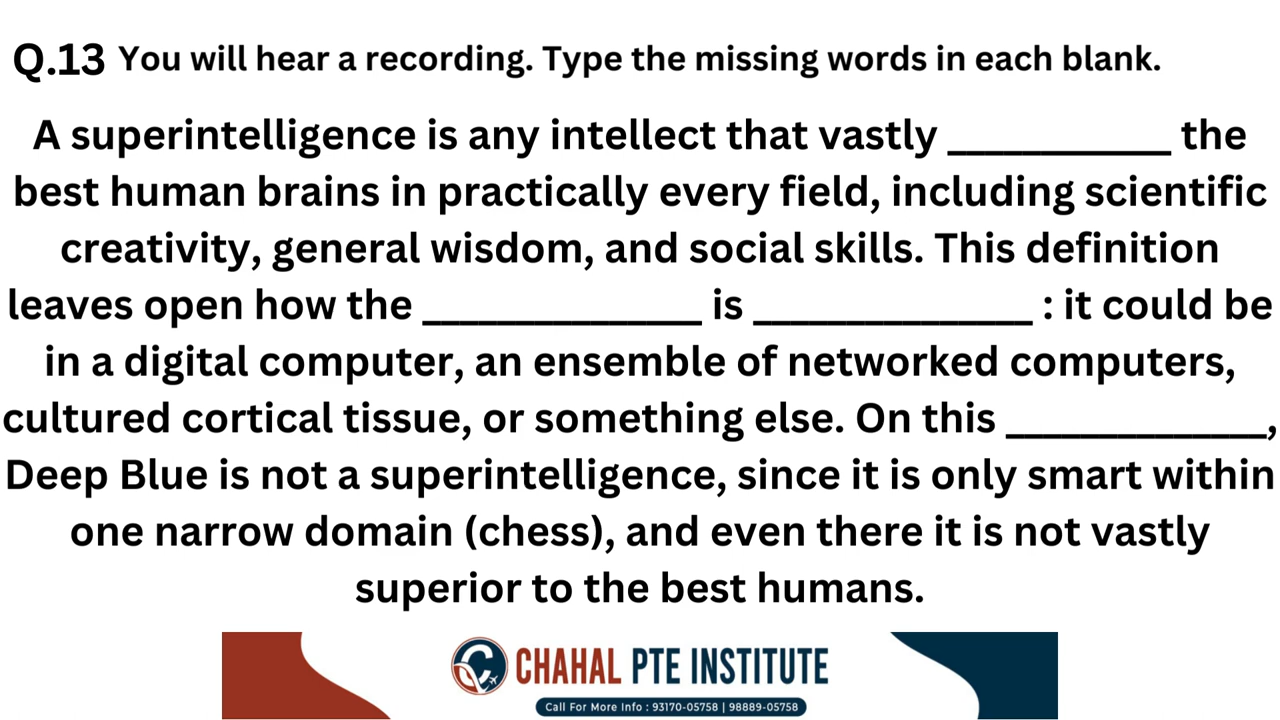 Q.13 You will hear a recording. Type the missing words in each blank.
A superintelligence is any intellect that vastly ____________ the
best human brains in practically every field, including scientific
creativity, general wisdom, and social skills. This definition
leaves open how the _______________ is _______________ : it could be
in a digital computer, an ensemble of networked computers,
cultured cortical tissue, or something else. On this ______________,
Deep Blue is not a superintelligence, since it is only smart within
one narrow domain (chess), and even there it is not vastly
superior to the best humans.
CHAHAL PTE INSTITUTE
Call For More Info : 93170-05758 | 98889-05758